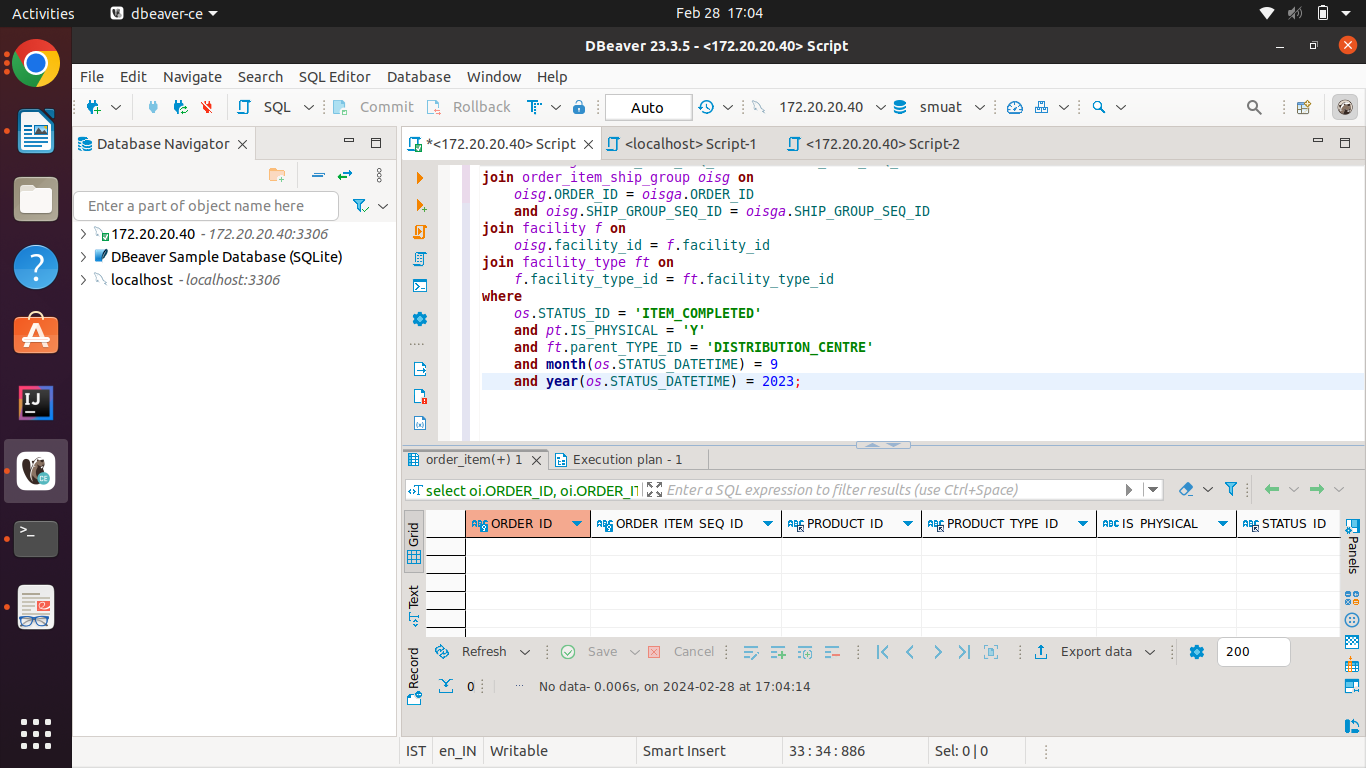 Activities
dbeaver-ce
Feb 28 17:04
DBeaver 23.3.5 - <172.20.20.40> Script
File Edit Navigate Search SQL Editor Database Window Help
SQL Commit Rollback Auto 172.20.20.40 smuat
Database Navigator
*<172.20.20.40> Script
<localhost> Script-1
<172.20.20.40> Script-2
Enter a part of object name here
172.20.20.40 - 172.20.20.40:3306
DBeaver Sample Database (SQLite)
localhost - localhost:3306
join order_item_ship_group oisg on
oisg.ORDER_ID = oisga.ORDER_ID
and oisg.SHIP_GROUP_SEQ_ID = oisga.SHIP_GROUP_SEQ_ID
join facility f on
oisg.facility_id = f.facility_id
join facility_type ft on
f.facility_type_id = ft.facility_type_id
where
os.STATUS_ID = 'ITEM_COMPLETED'
and pt.IS_PHYSICAL = 'Y'
and ft.parent_TYPE_ID = 'DISTRIBUTION_CENTRE'
and month(os.STATUS_DATETIME) = 9
and year(os.STATUS_DATETIME) = 2023;
order_item(+) 1
Execution plan - 1
select oi.ORDER_ID, oi.ORDER_IT
Enter a SQL expression to filter results (use Ctrl+Space)
Grid
Text
Record
ORDER_ID ORDER_ITEM_SEQ_ID PRODUCT_ID PRODUCT_TYPE_ID IS_PHYSICAL STATUS_ID
Panels
Refresh Save Cancel Export data 200
0 ... No data - 0.006s, on 2024-02-28 at 17:04:14
IST en_IN Writable Smart Insert 33 : 34 : 886 Sel: 0 | 0